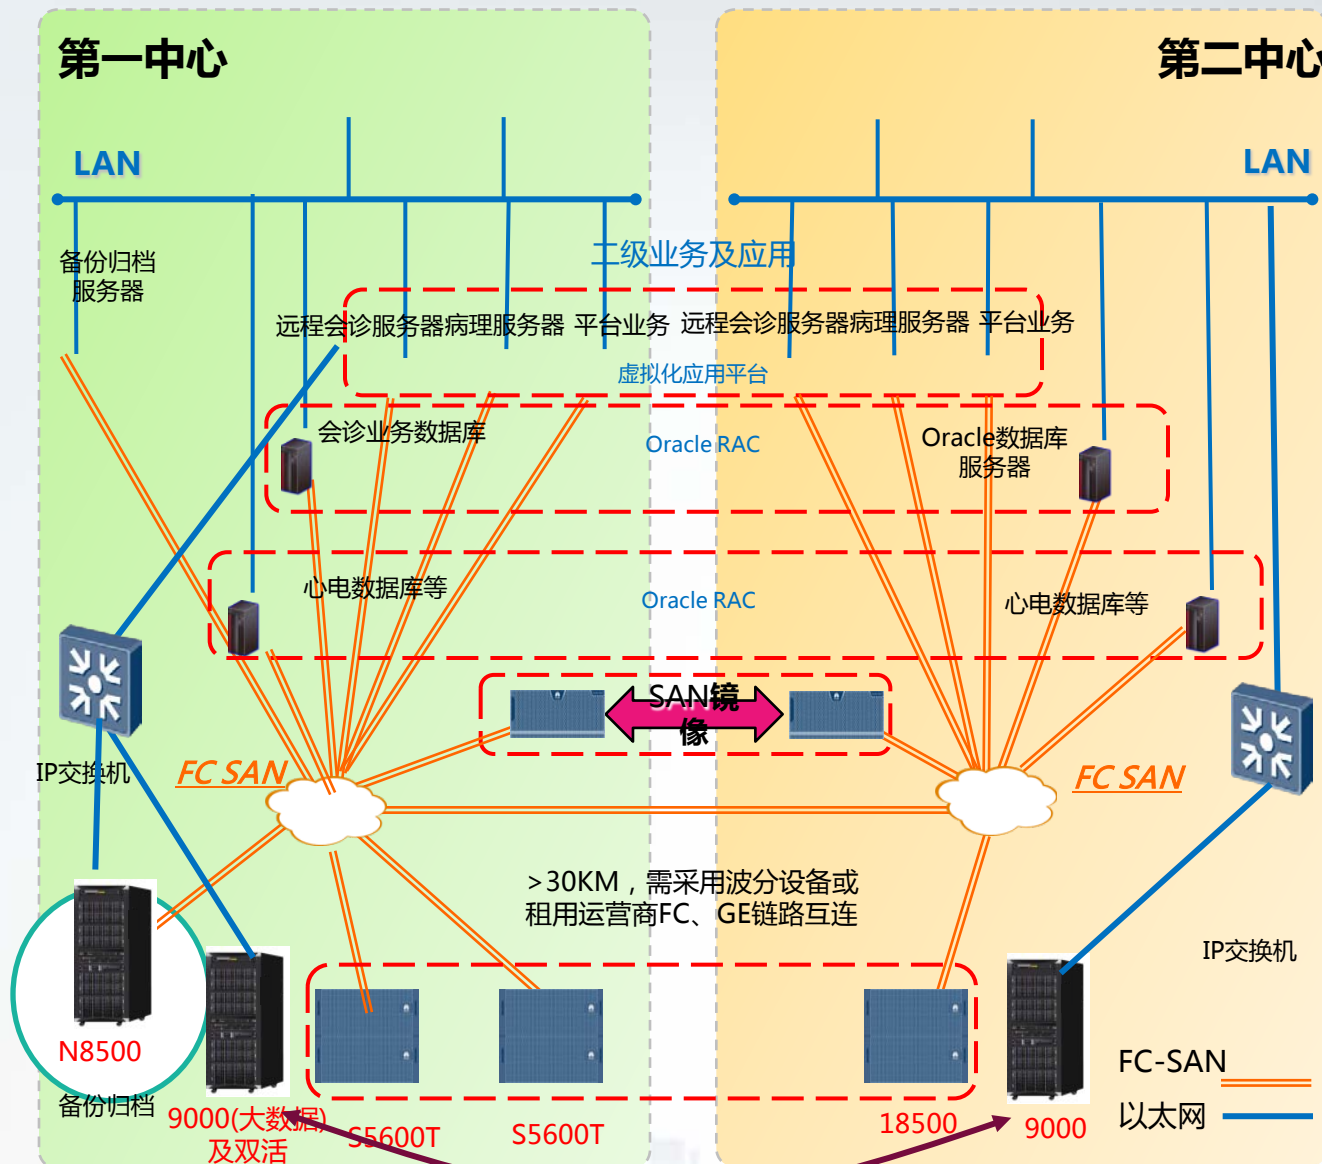 第一中心
第二中心
LAN
LAN
备份归档
服务器
二级业务及应用
远程会诊服务器病理服务器 平台业务
远程会诊服务器病理服务器 平台业务
虚拟化应用平台
会诊业务数据库
Oracle RAC
Oracle数据库
服务器
心电数据库等
Oracle RAC
心电数据库等
SAN镜
像
IP交换机
FC SAN
FC SAN
>30KM，需采用波分设备或
租用运营商FC、GE链路互连
IP交换机
N8500
备份归档
9000(大数据)
及双活
S5600T
S5600T
18500
9000
FC-SAN
以太网